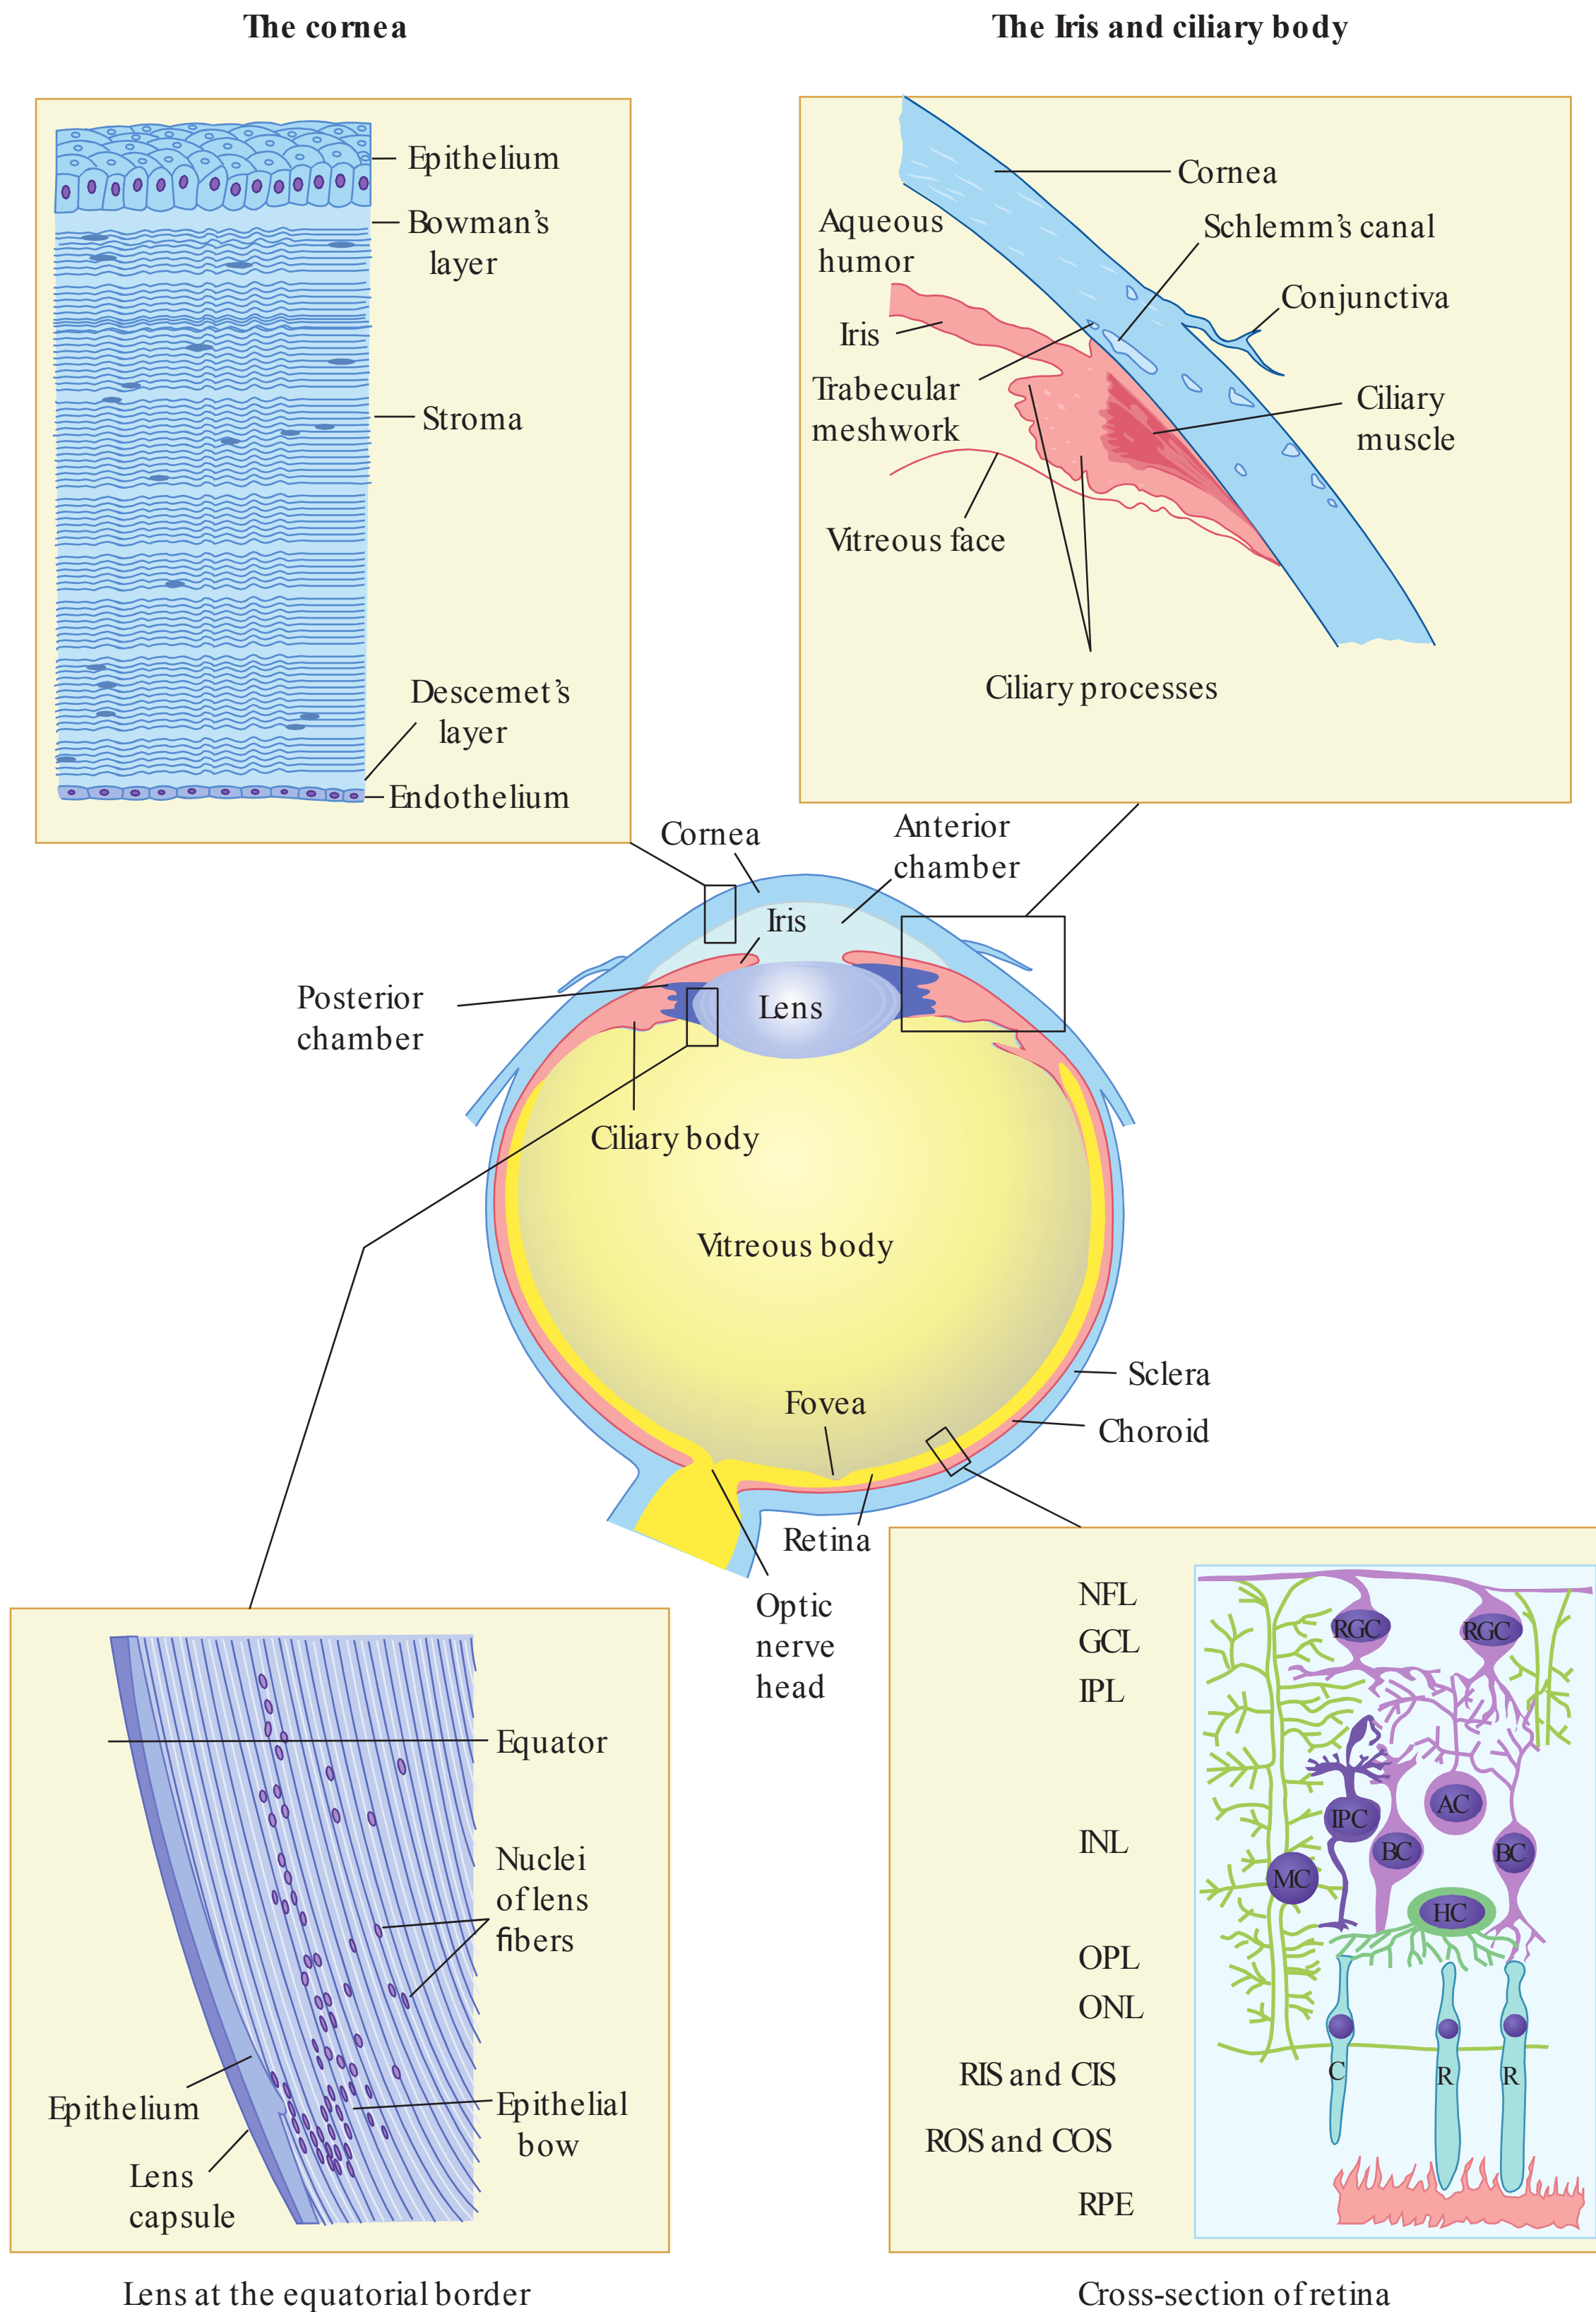 The cornea
Epithelium
Bowman's
layer
Stroma
Descemet's
layer
Endothelium
The Iris and ciliary body
Cornea
Schlemm's canal
Aqueous
humor
Conjunctiva
Iris
Trabecular
meshwork
Ciliary
muscle
Vitreous face
Ciliary processes
Cornea
Anterior
chamber
Iris
Posterior
chamber
Lens
Ciliary body
Vitreous body
Sclera
Fovea
Choroid
Retina
Optic
nerve
head
Equator
Nuclei
of lens
fibers
Epithelium
Epithelial
bow
Lens
capsule
Lens at the equatorial border
NFL
GCL
IPL
INL
OPL
ONL
RIS and CIS
ROS and COS
RPE
RGC
RGC
IPC
AC
BC
BC
MC
HC
C
R
R
Cross-section of retina